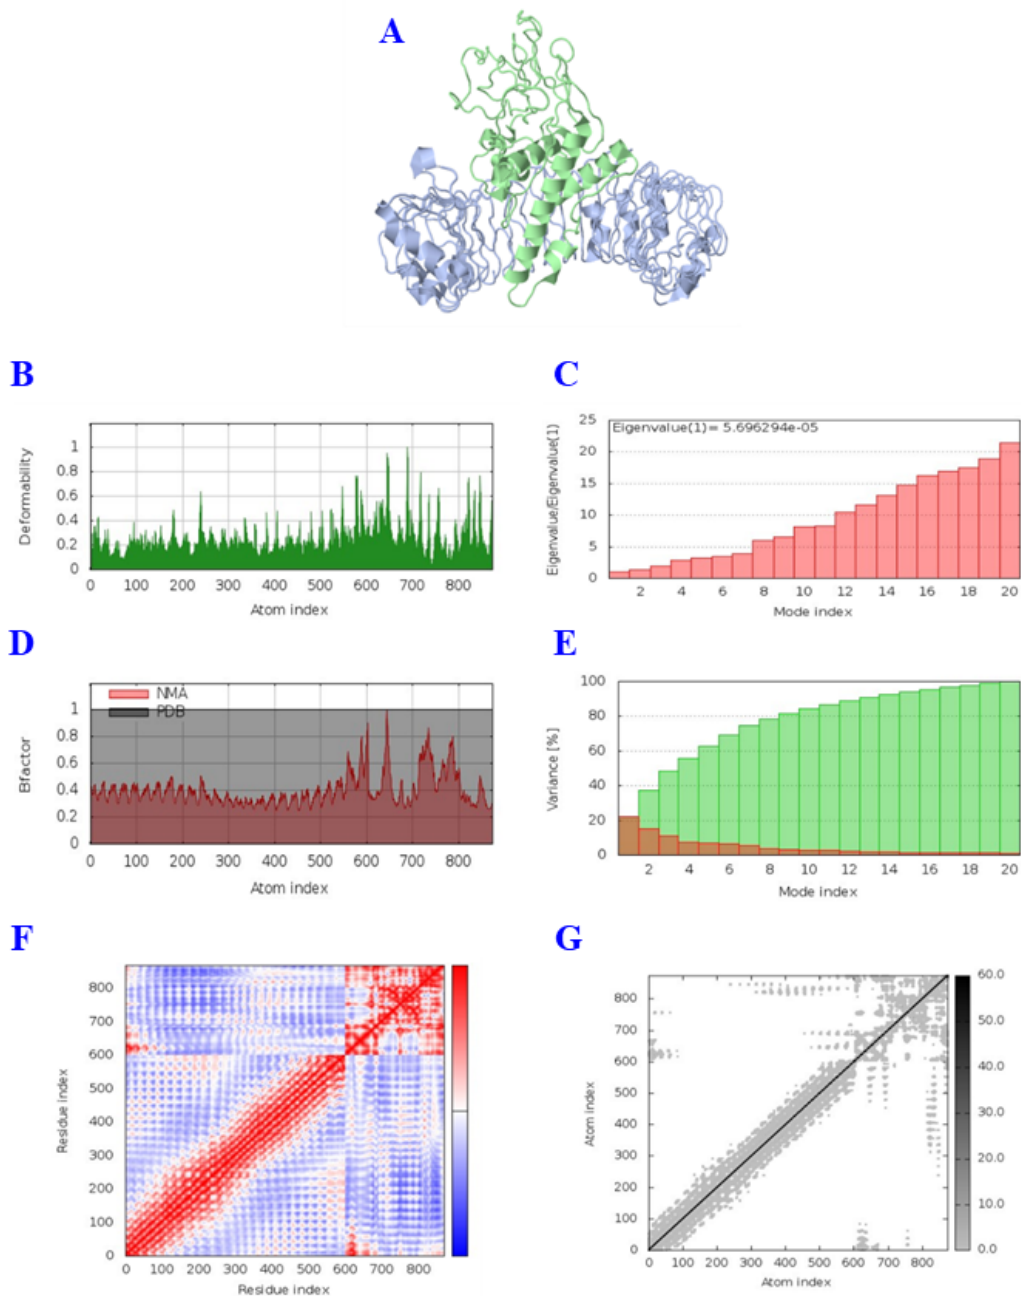 A
B
C
Deformability
1
0.8
0.6
0.4
0.2
0
0 100 200 300 400 500 600 700 800
Atom index
Eigenvalue/Eigenvalue(1)
Eigenvalue(1)= 5.696294e-05
25
20
15
10
5
0
2 4 6 8 10 12 14 16 18 20
Mode index
D
E
Bfactor
NMA
PDB
1
0.8
0.6
0.4
0.2
0
0 100 200 300 400 500 600 700 800
Atom index
Variance [%]
100
80
60
40
20
0
2 4 6 8 10 12 14 16 18 20
Mode index
F
G
Residue index
800
700
600
500
400
300
200
100
0
0 100 200 300 400 500 600 700 800
Residue index
Atom index
800
700
600
500
400
300
200
100
0
0 100 200 300 400 500 600 700 800
Atom index
60.0
50.0
40.0
30.0
20.0
10.0
0.0